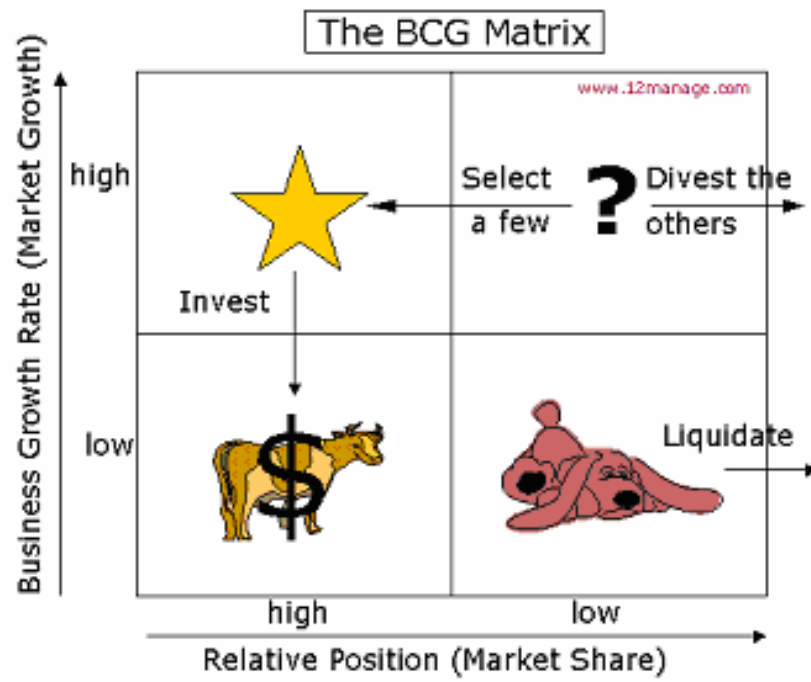 The BCG Matrix
www.12manage.com
Business Growth Rate (Market Growth)
high
Select
a few
?
Divest the
others
Invest
low
$
Liquidate
high
low
Relative Position (Market Share)